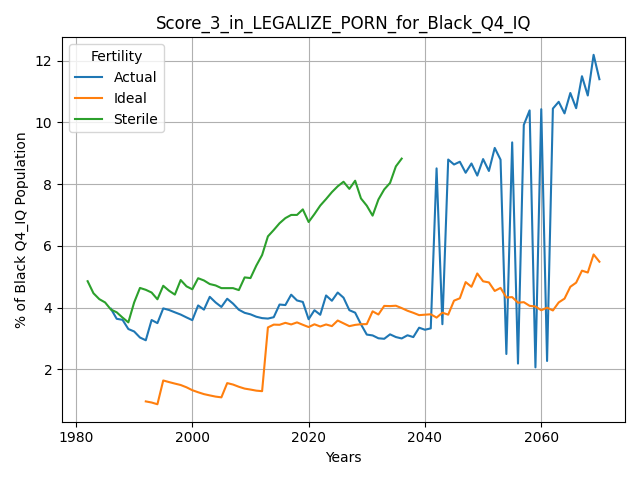 Score_3_in_LEGALIZE_PORN_for_Black_Q4_IQ
Fertility
Actual
Ideal
Sterile
% of Black Q4_IQ Population
12
10
8
6
4
2
1980
2000
2020
2040
2060
Years